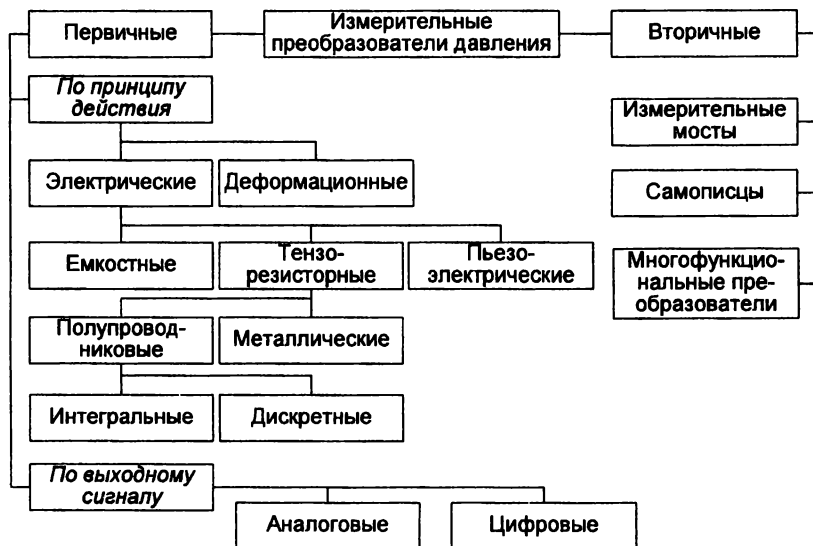 Первичные
Измерительные
преобразователи давления
Вторичные
По принципу
действия
Измерительные
мосты
Электрические
Деформационные
Самописцы
Емкостные
Тензо-
резисторные
Пьезо-
электрические
Многофункцио-
нальные пре-
образователи
Полупровод-
никовые
Металлические
Интегральные
Дискретные
По выходному
сигналу
Аналоговые
Цифровые